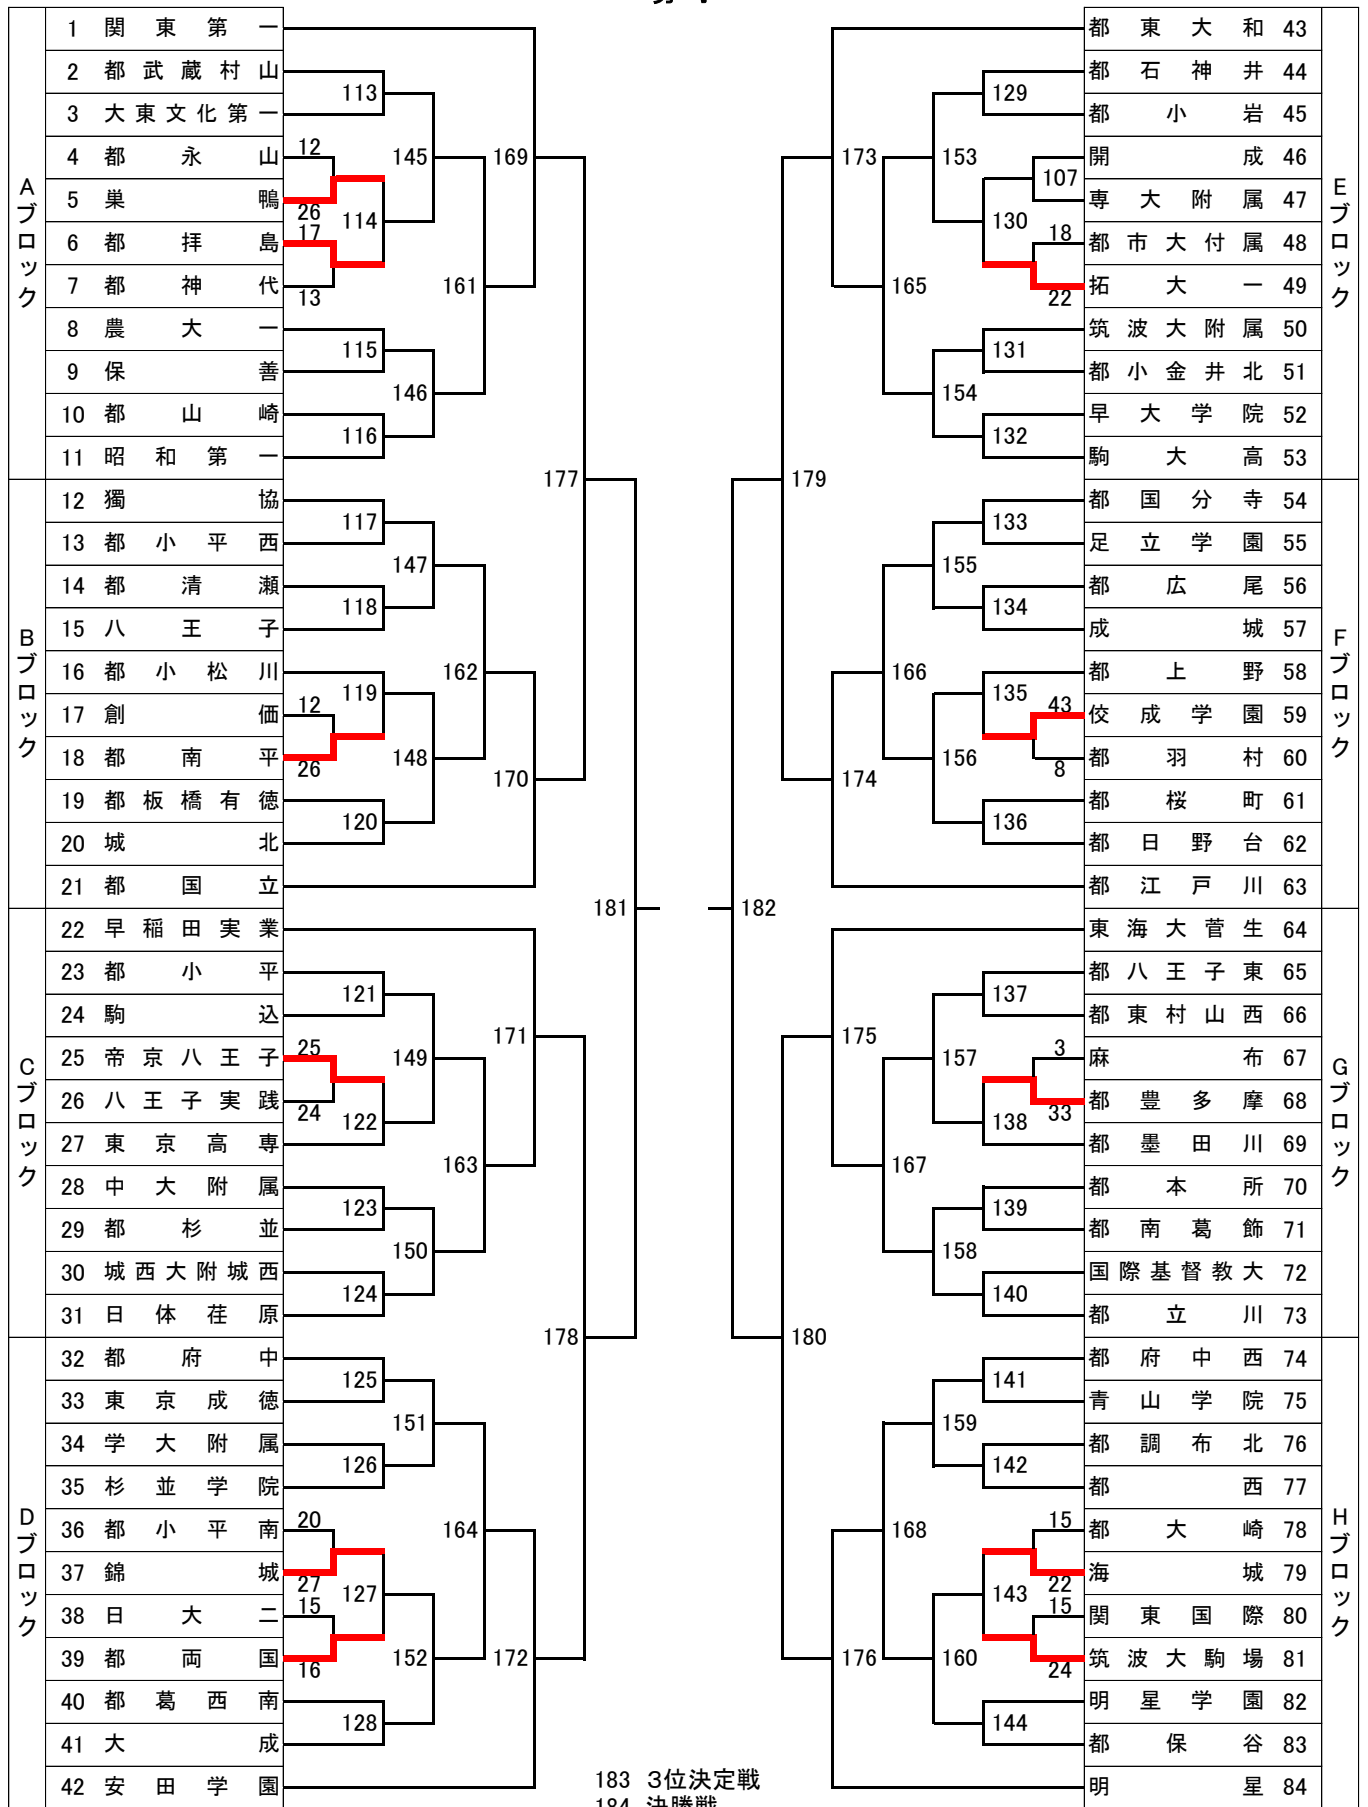 Aブロック
1 関東第一
2 都武蔵村山
3 大東文化第一
4 都永山 12
5 巣鴨 26
6 都拝島 17
7 都神代 13
8 農大一
9 保善
10 都山崎
11 昭和第一
113
114
115
116
145
146
161
169
Bブロック
12 獨協
13 都小平西
14 都清瀬
15 八王子
16 都小松川
17 創価 12
18 都南平 26
19 都板橋有徳
20 城北
21 都国立
117
118
119
120
147
148
162
170
177
Cブロック
22 早稲田実業
23 都小平
24 駒込
25 帝京八王子 25
26 八王子実践 24
27 東京高専
28 中大附属
29 都杉並
30 城西大附城西
31 日体荏原
121
122
123
124
149
150
163
171
Dブロック
32 都府中
33 東京成徳
34 学大附属
35 杉並学院
36 都小平南 20
37 錦城 27
38 日大二 15
39 都両国 16
40 都葛西南
41 大成
42 安田学園
125
126
127
128
151
152
164
172
178
181
Eブロック
都東大和 43
都石神井 44
都小岩 45
開成 46
専大附属 47
18 都市大付属 48
22 拓大一 49
筑波大附属 50
都小金井北 51
早大学院 52
駒大高 53
107
129
130
131
132
153
154
165
173
Fブロック
都国分寺 54
足立学園 55
都広尾 56
成城 57
都上野 58
43 佼成学園 59
8 都羽村 60
都桜町 61
都日野台 62
都江戸川 63
133
134
135
136
155
156
166
174
179
Gブロック
東海大菅生 64
都八王子東 65
都東村山西 66
3 麻布 67
33 都豊多摩 68
都墨田川 69
都本所 70
都南葛飾 71
国際基督教大 72
都立川 73
137
138
139
140
157
158
167
175
Hブロック
都府中西 74
青山学院 75
都調布北 76
都西 77
15 都大崎 78
22 海城 79
15 関東国際 80
24 筑波大駒場 81
明星学園 82
都保谷 83
明星 84
141
142
143
144
159
160
168
176
180
182
183 3位決定戦
184 決勝戦